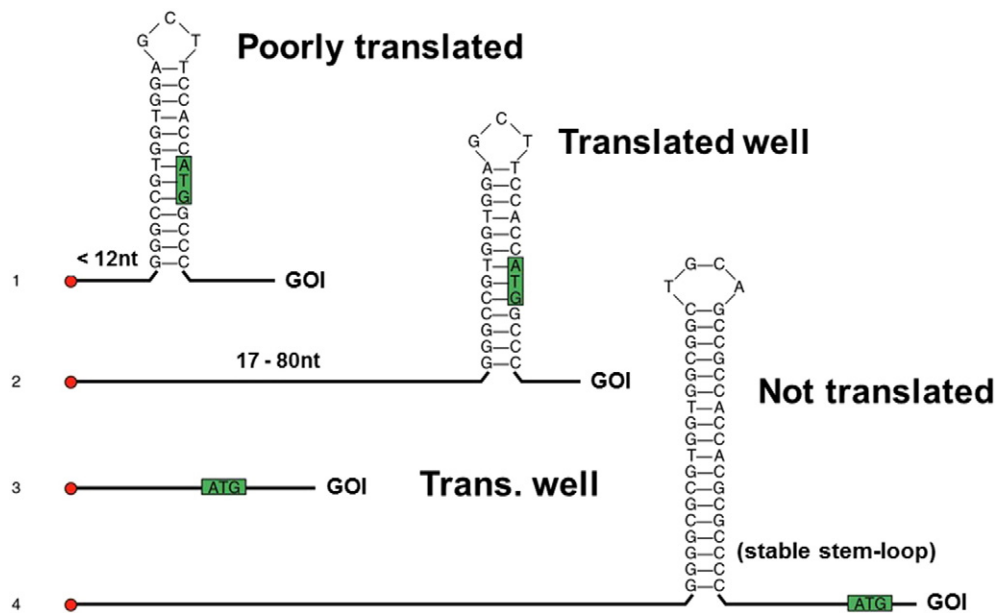 C
G T
Poorly translated
A—T
G—C
G—C
T—A
G—C
G—C
T—A
G—T
C—G
C—G
G—C
G—C
G—C
< 12nt
1
GOI
C
G T
Translated well
A—T
G—C
G—C
T—A
G—C
G—C
T—A
G—T
C—G
C—G
G—C
G—C
G—C
17 - 80nt
2
GOI
3
ATG
GOI
Trans. well
G—C
T A
C—G
G—C
G—C
C—G
G—C
G—C
T—A
G—C
G—C
T—A
G—C
C—G
G—C
C—G
G—C
G—C
G—C
G—C
Not translated
(stable stem-loop)
4
ATG
GOI